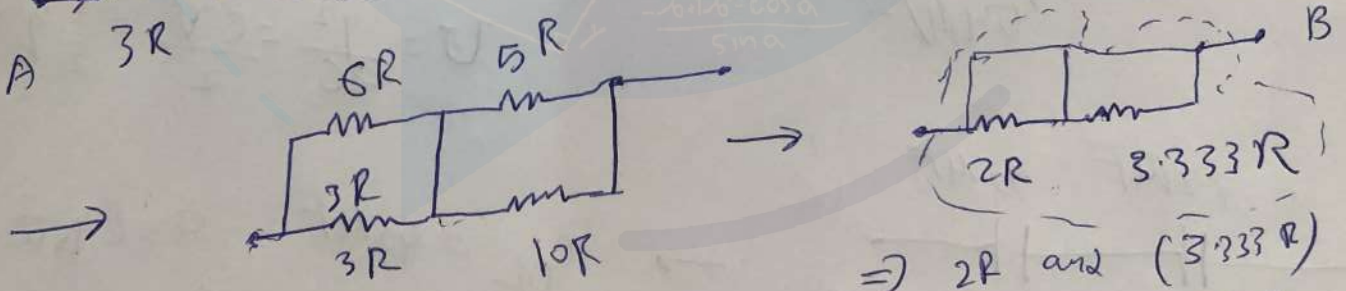 A 3R
6R 5R
B
3R
3R 10R
2R 3.333R
=) 2R and (3.333R)